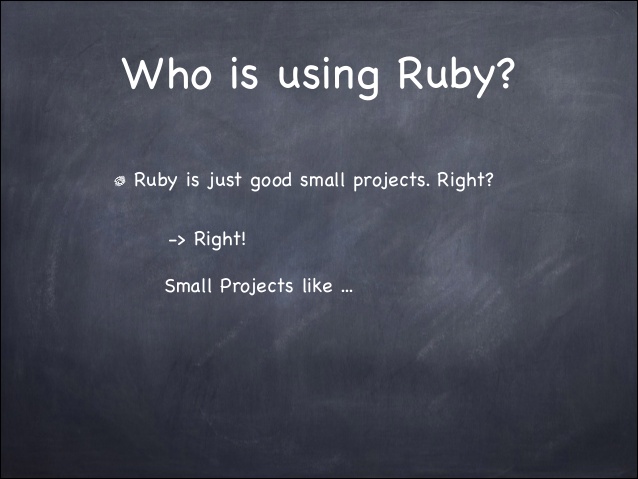 Who is using Ruby?
Ruby is just good small projects. Right?
-> Right!
Small Projects like ...